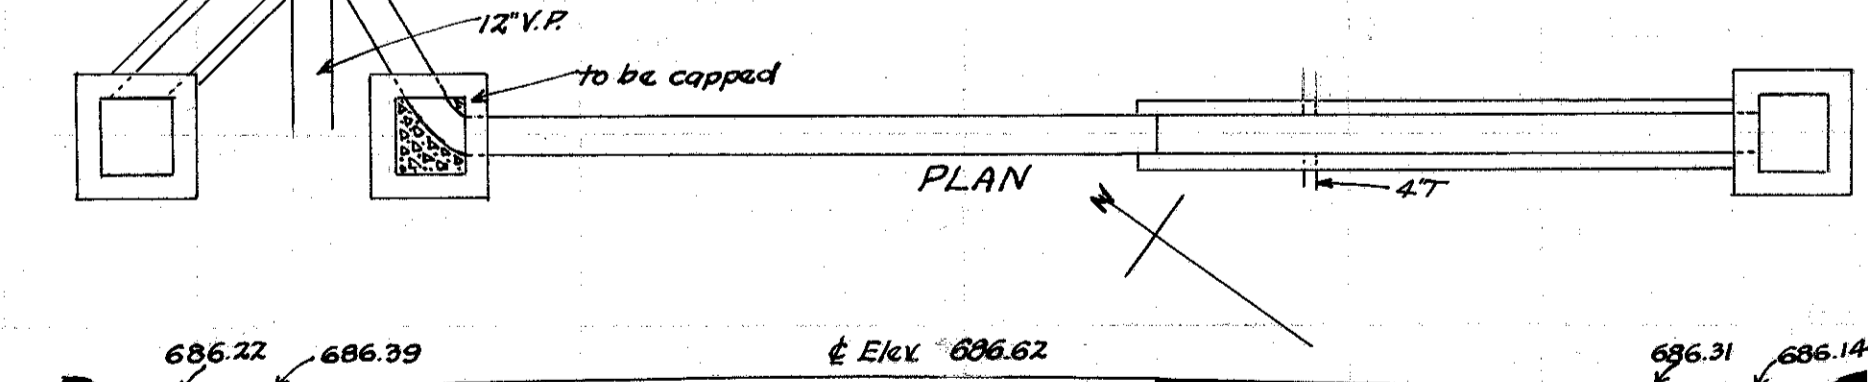 12" V.P.
to be capped
PLAN
4"T
N
686.22 686.39 ℄ Elev. 686.62 686.31 686.14